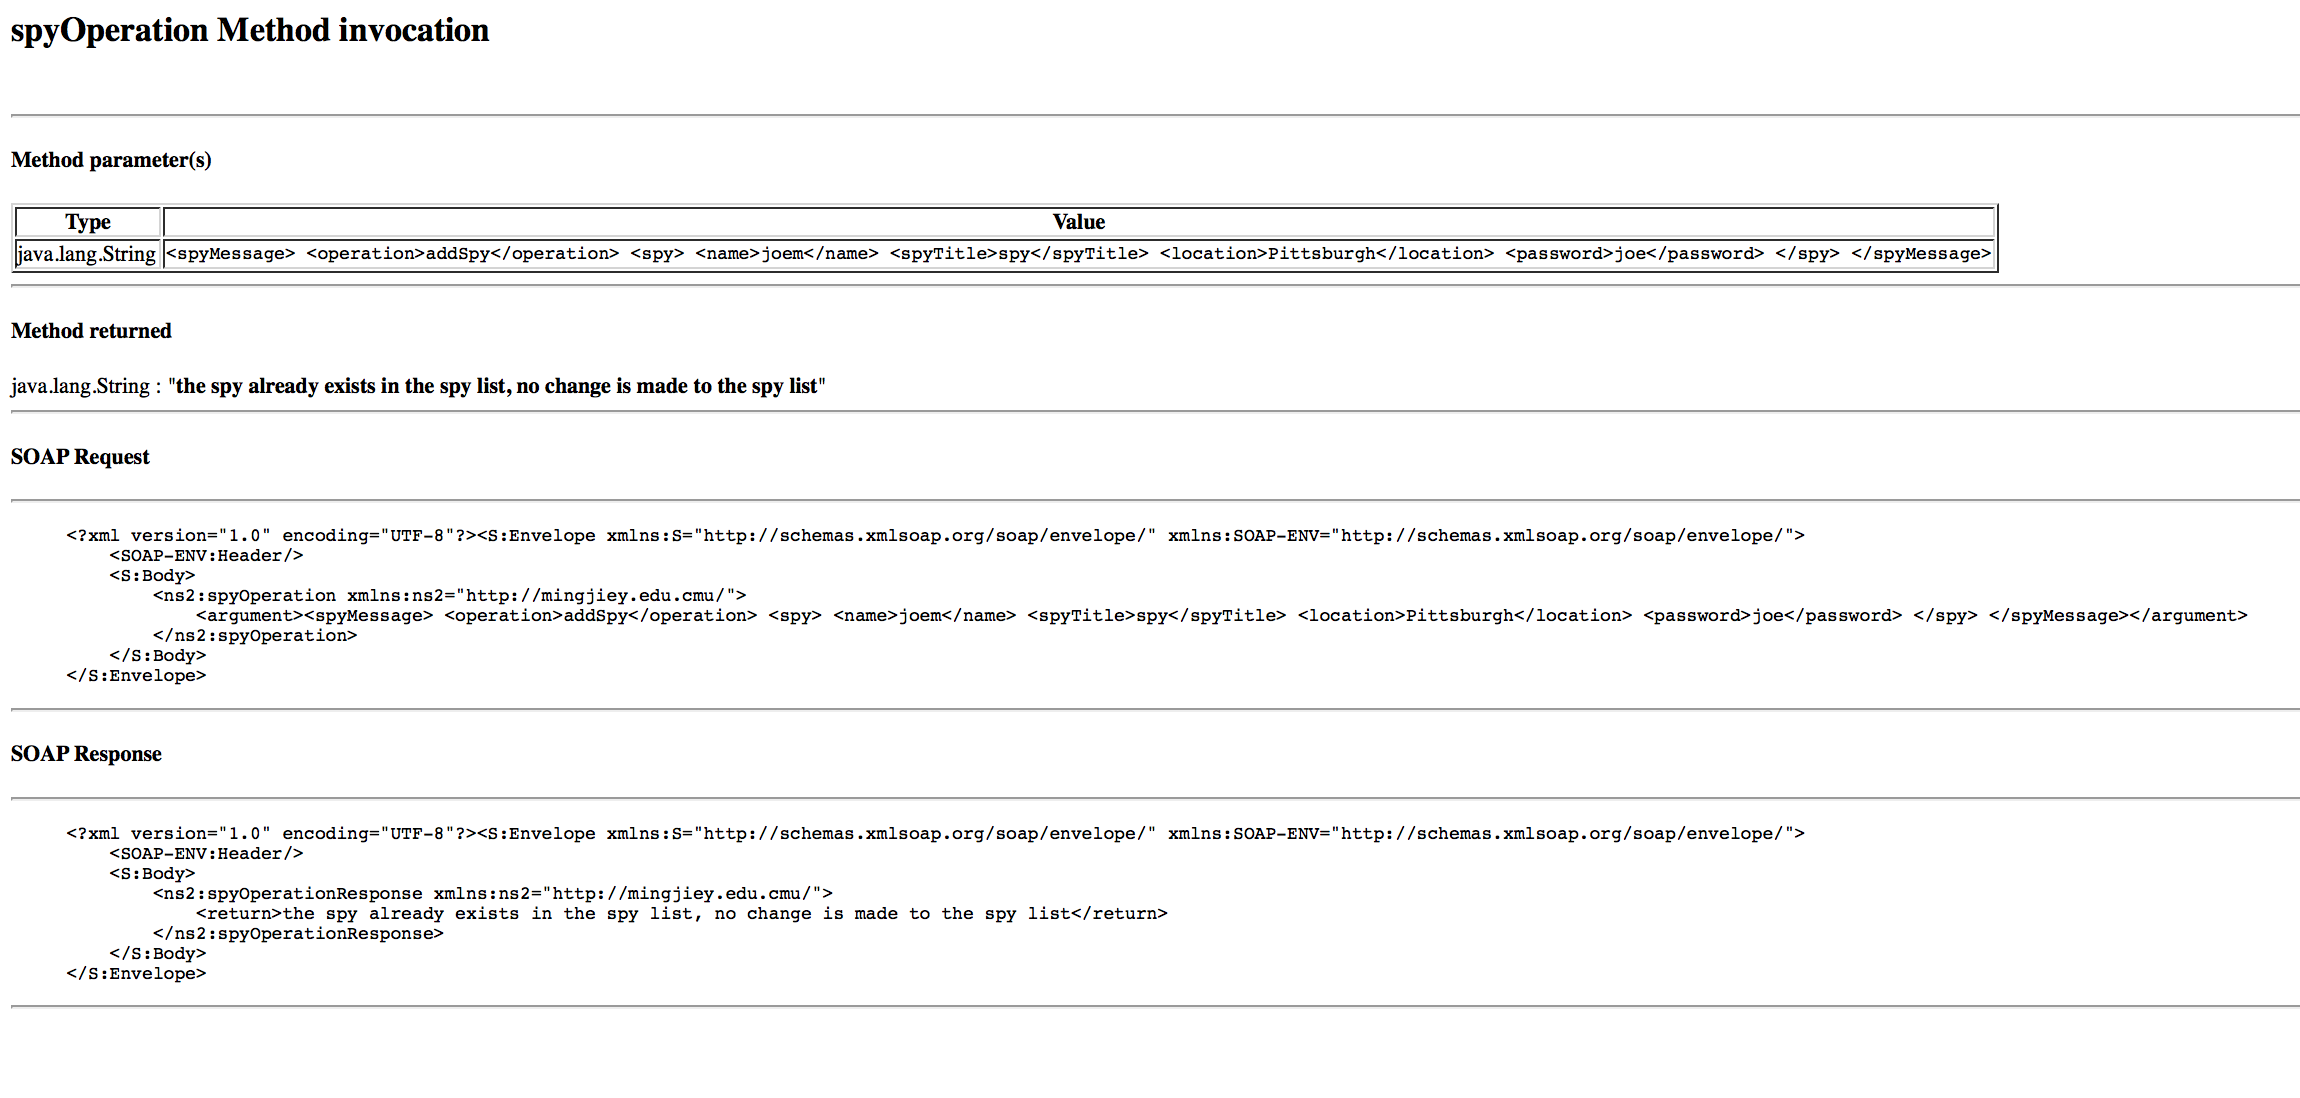 spyOperation Method invocation
Method parameter(s)
Type Value
java.lang.String <spyMessage> <operation>addSpy</operation> <spy> <name>joem</name> <spyTitle>spy</spyTitle> <location>Pittsburgh</location> <password>joe</password> </spy> </spyMessage>
Method returned
java.lang.String : "the spy already exists in the spy list, no change is made to the spy list"
SOAP Request
<?xml version="1.0" encoding="UTF-8"?><S:Envelope xmlns:S="http://schemas.xmlsoap.org/soap/envelope/" xmlns:SOAP-ENV="http://schemas.xmlsoap.org/soap/envelope/">
<SOAP-ENV:Header/>
<S:Body>
<ns2:spyOperation xmlns:ns2="http://mingjiey.edu.cmu/">
<argument><spyMessage> <operation>addSpy</operation> <spy> <name>joem</name> <spyTitle>spy</spyTitle> <location>Pittsburgh</location> <password>joe</password> </spy> </spyMessage></argument>
</ns2:spyOperation>
</S:Body>
</S:Envelope>
SOAP Response
<?xml version="1.0" encoding="UTF-8"?><S:Envelope xmlns:S="http://schemas.xmlsoap.org/soap/envelope/" xmlns:SOAP-ENV="http://schemas.xmlsoap.org/soap/envelope/">
<SOAP-ENV:Header/>
<S:Body>
<ns2:spyOperationResponse xmlns:ns2="http://mingjiey.edu.cmu/">
<return>the spy already exists in the spy list, no change is made to the spy list</return>
</ns2:spyOperationResponse>
</S:Body>
</S:Envelope>